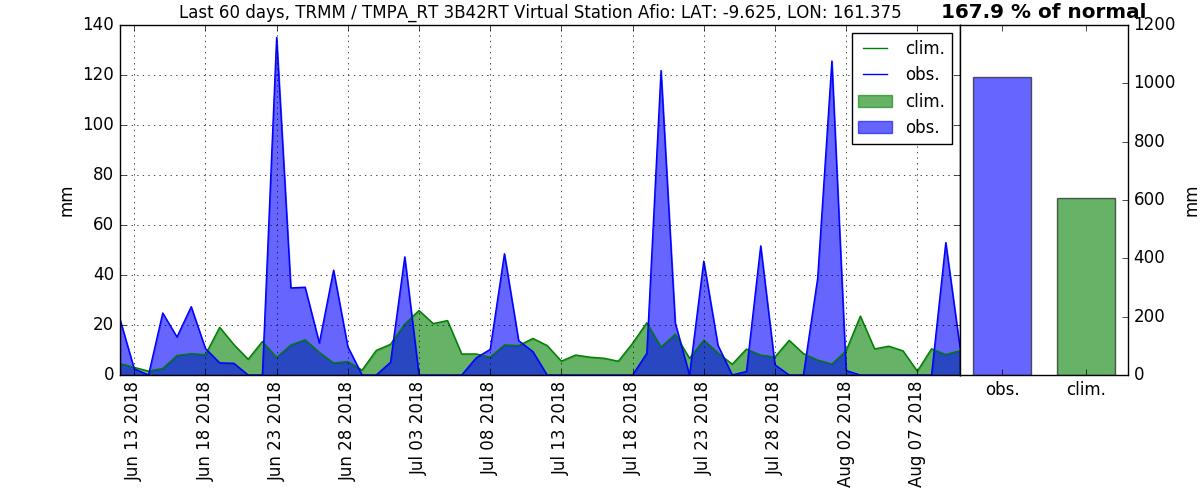 Last 60 days, TRMM / TMPA_RT 3B42RT Virtual Station Afio: LAT: -9.625, LON: 161.375
167.9 % of normal
140
120
100
80
60
40
20
0
mm
clim.
obs.
clim.
obs.
Jun 13 2018
Jun 18 2018
Jun 23 2018
Jun 28 2018
Jul 03 2018
Jul 08 2018
Jul 13 2018
Jul 18 2018
Jul 23 2018
Jul 28 2018
Aug 02 2018
Aug 07 2018
1200
1000
800
600
400
200
0
mm
obs.
clim.